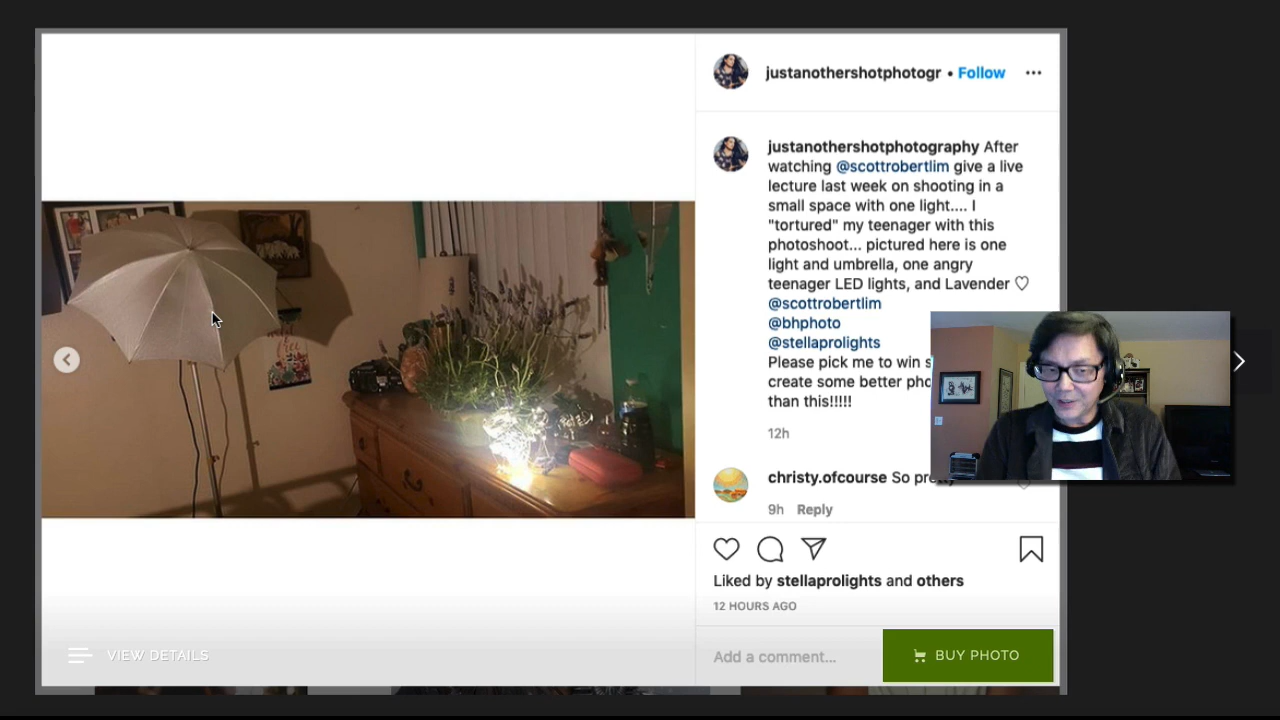 justanothershotphotogr • Follow
justanothershotphotography After
watching @scottrobertlim give a live
lecture last week on shooting in a
small space with one light.... I
"tortured" my teenager with this
photoshoot... pictured here is one
light and umbrella, one angry
teenager LED lights, and Lavender ♡
@scottrobertlim
@bhphoto
@stellaprolights
Please pick me to win
create some better
than this!!!!!
12h
christy.ofcourse So
9h Reply
Liked by stellaprolights and others
12 HOURS AGO
Add a comment...
VIEW DETAILS
BUY PHOTO